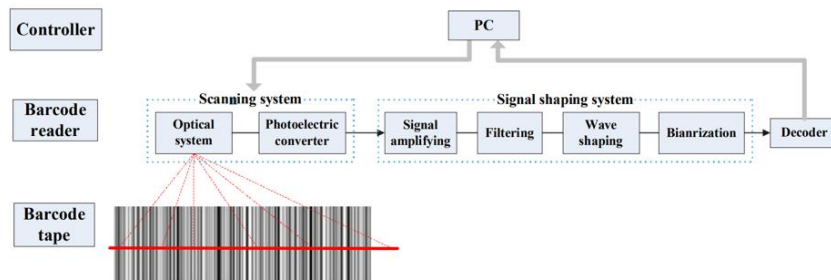 Controller
PC
Barcode
reader
Scanning system
Signal shaping system
Optical
system
Photoelectric
converter
Signal
amplifying
Filtering
Wave
shaping
Bianrization
Decoder
Barcode
tape